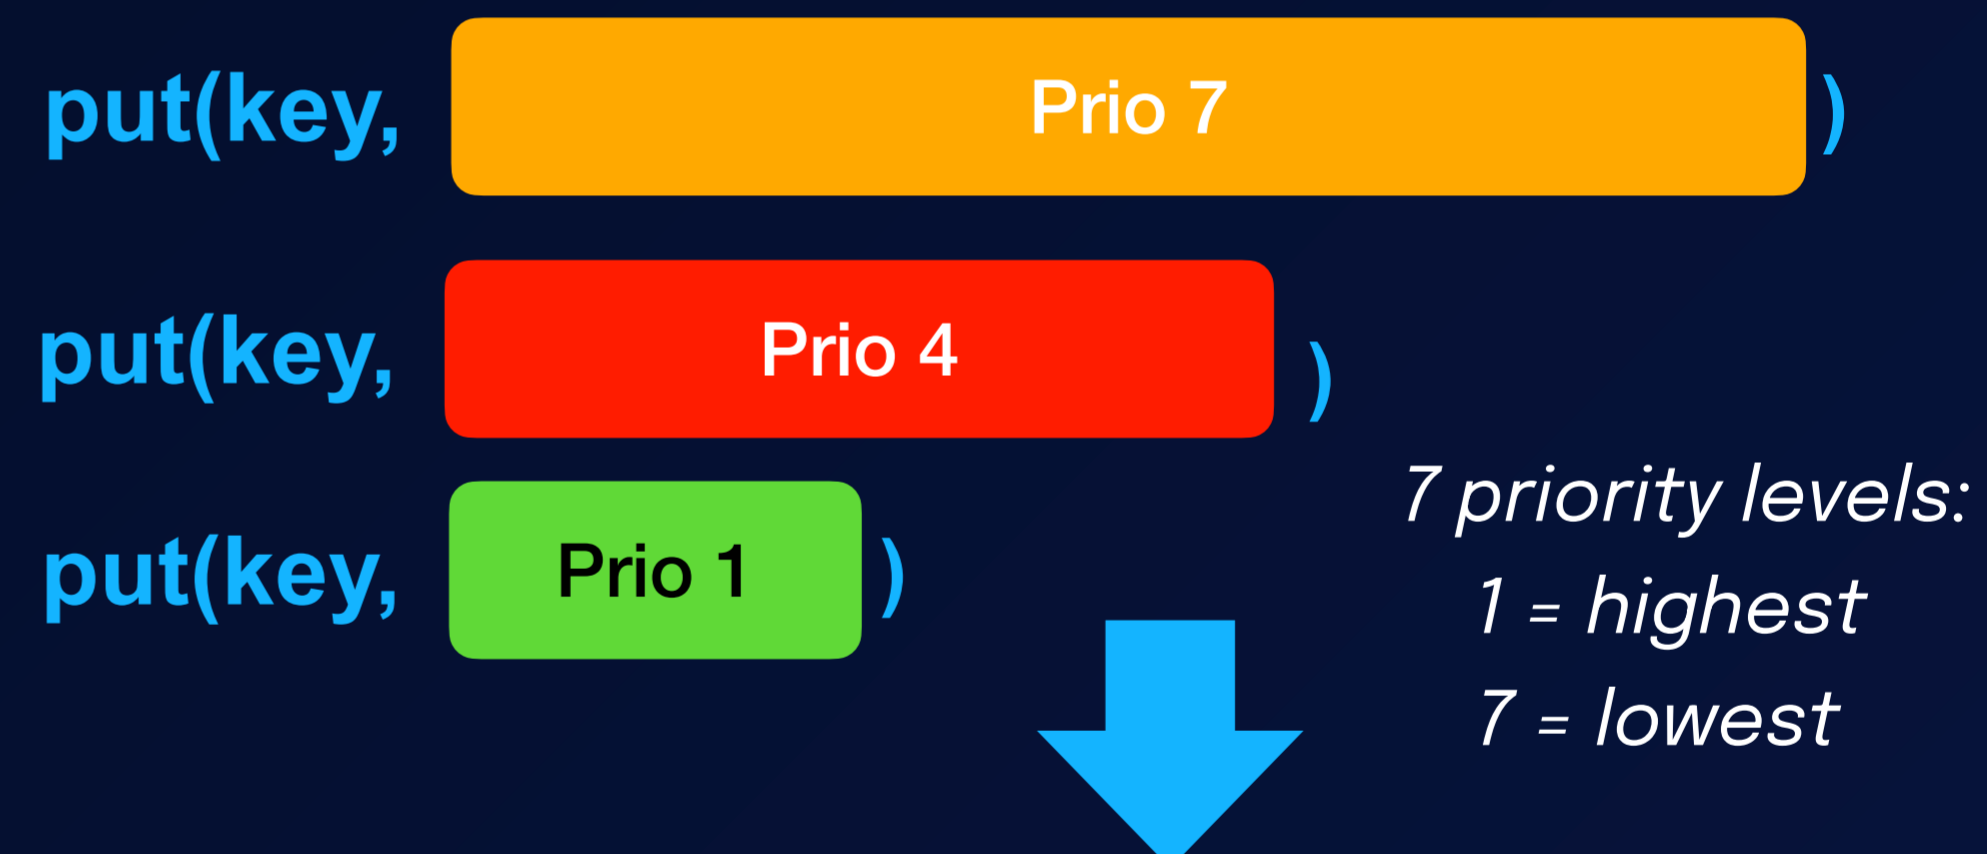 put(key, Prio 7 )
put(key, Prio 4 )
put(key, Prio 1 )
7 priority levels:
1 = highest
7 = lowest